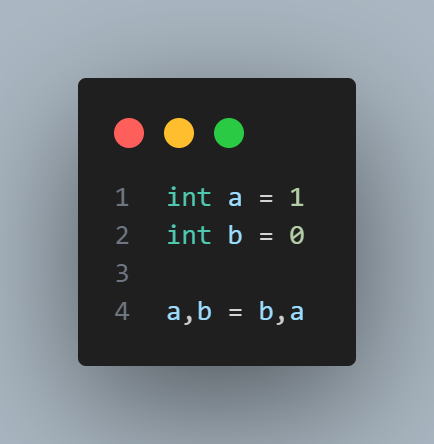 1 int a = 1
2 int b = 0
3
4 a,b = b,a